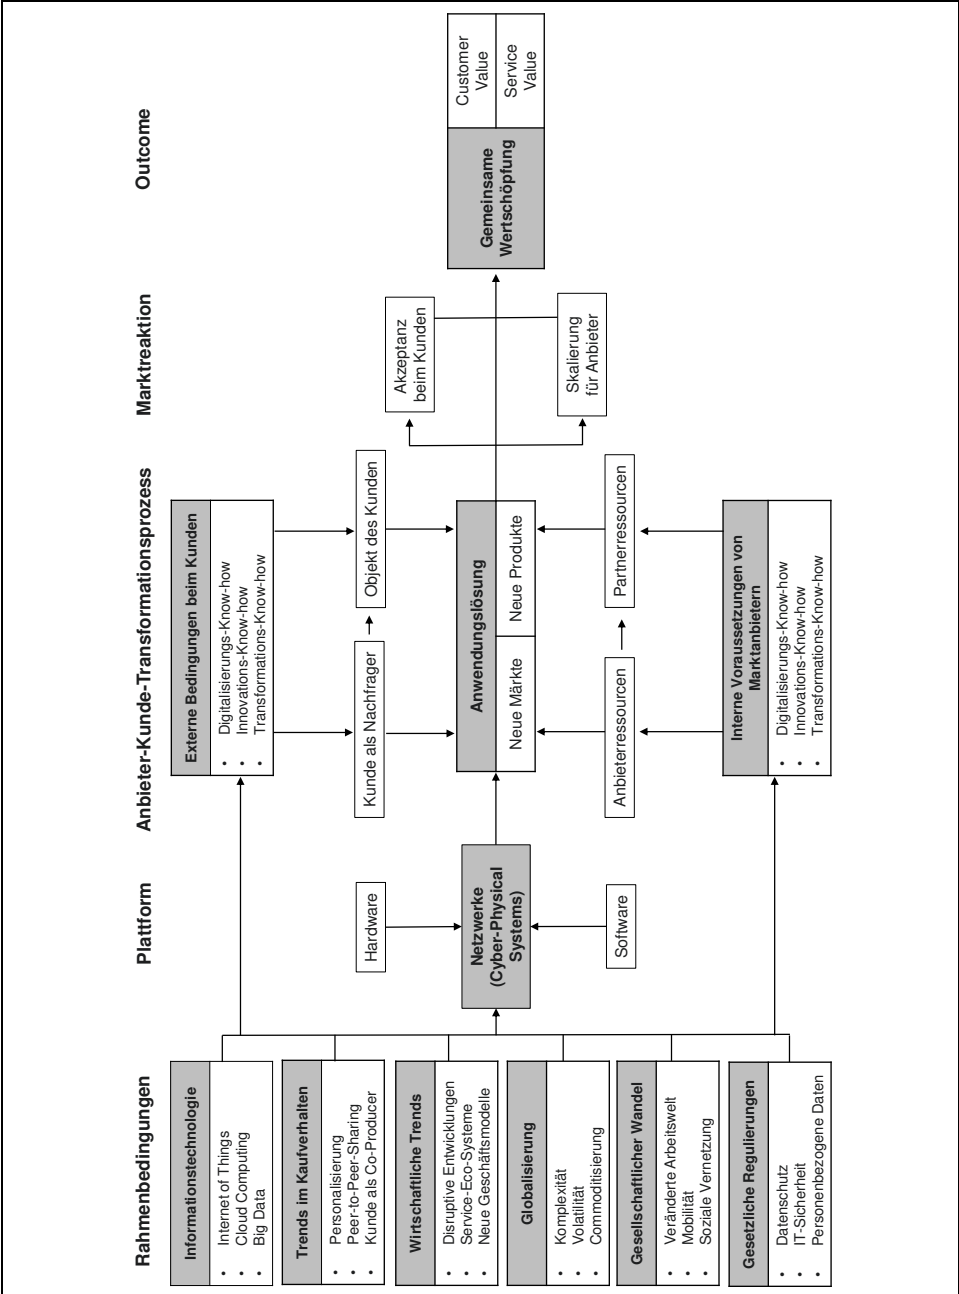 Rahmenbedingungen
Plattform
Anbieter-Kunde-Transformationsprozess
Marktreaktion
Outcome
Informationstechnologie
• Internet of Things
• Cloud Computing
• Big Data
Trends im Kaufverhalten
• Personalisierung
• Peer-to-Peer-Sharing
• Kunde als Co-Producer
Wirtschaftliche Trends
• Disruptive Entwicklungen
• Service-Eco-Systeme
• Neue Geschäftsmodelle
Globalisierung
• Komplexität
• Volatilität
• Commoditisierung
Gesellschaftlicher Wandel
• Veränderte Arbeitswelt
• Mobilität
• Soziale Vernetzung
Gesetzliche Regulierungen
• Datenschutz
• IT-Sicherheit
• Personenbezogene Daten
Hardware
Netzwerke
(Cyber-Physical
Systems)
Software
Externe Bedingungen beim Kunden
• Digitalisierungs-Know-how
• Innovations-Know-how
• Transformations-Know-how
Kunde als Nachfrager
Objekt des Kunden
Anwendungslösung
Neue Märkte
Neue Produkte
Anbieterressourcen
Partnerressourcen
Interne Voraussetzungen von
Marktanbietern
• Digitalisierungs-Know-how
• Innovations-Know-how
• Transformations-Know-how
Akzeptanz
beim Kunden
Skalierung
für Anbieter
Gemeinsame
Wertschöpfung
Customer
Value
Service
Value